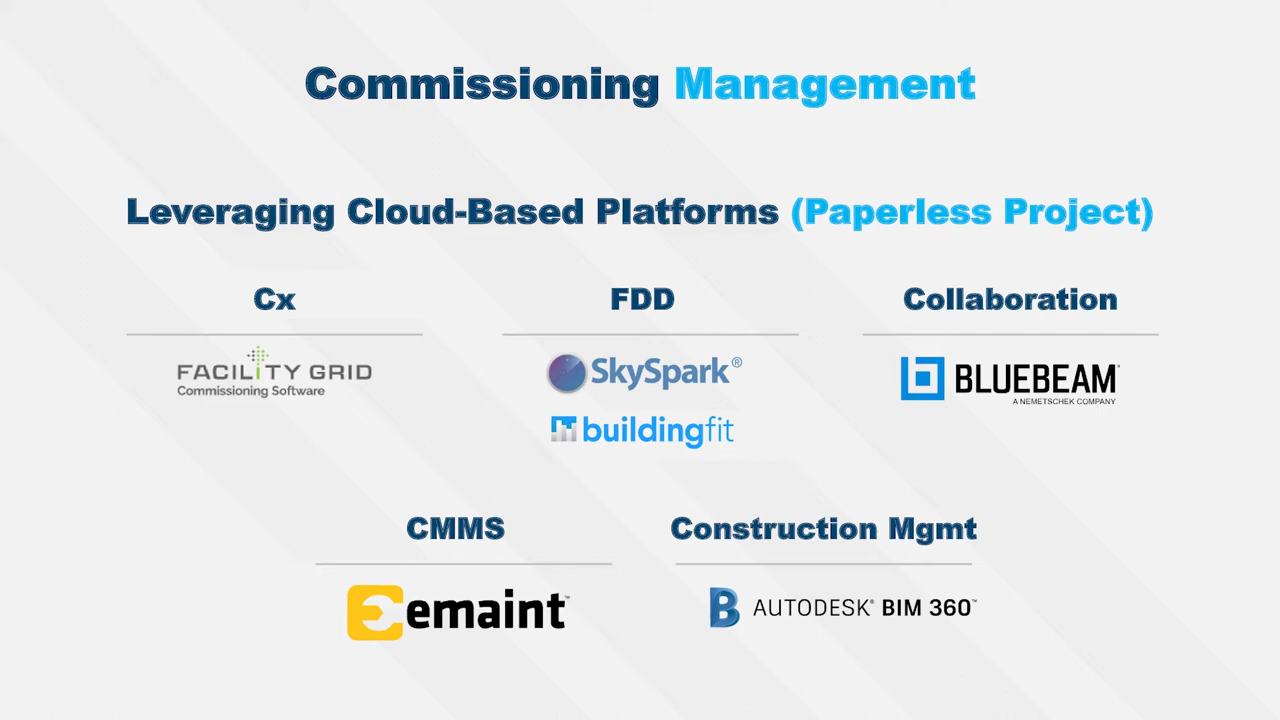 Commissioning Management
Leveraging Cloud-Based Platforms (Paperless Project)
Cx
FACILITY GRID
Commissioning Software
FDD
SkySpark®
buildingfit
Collaboration
BLUEBEAM
A NEMETSCHEK COMPANY
CMMS
emaint™
Construction Mgmt
AUTODESK® BIM 360™